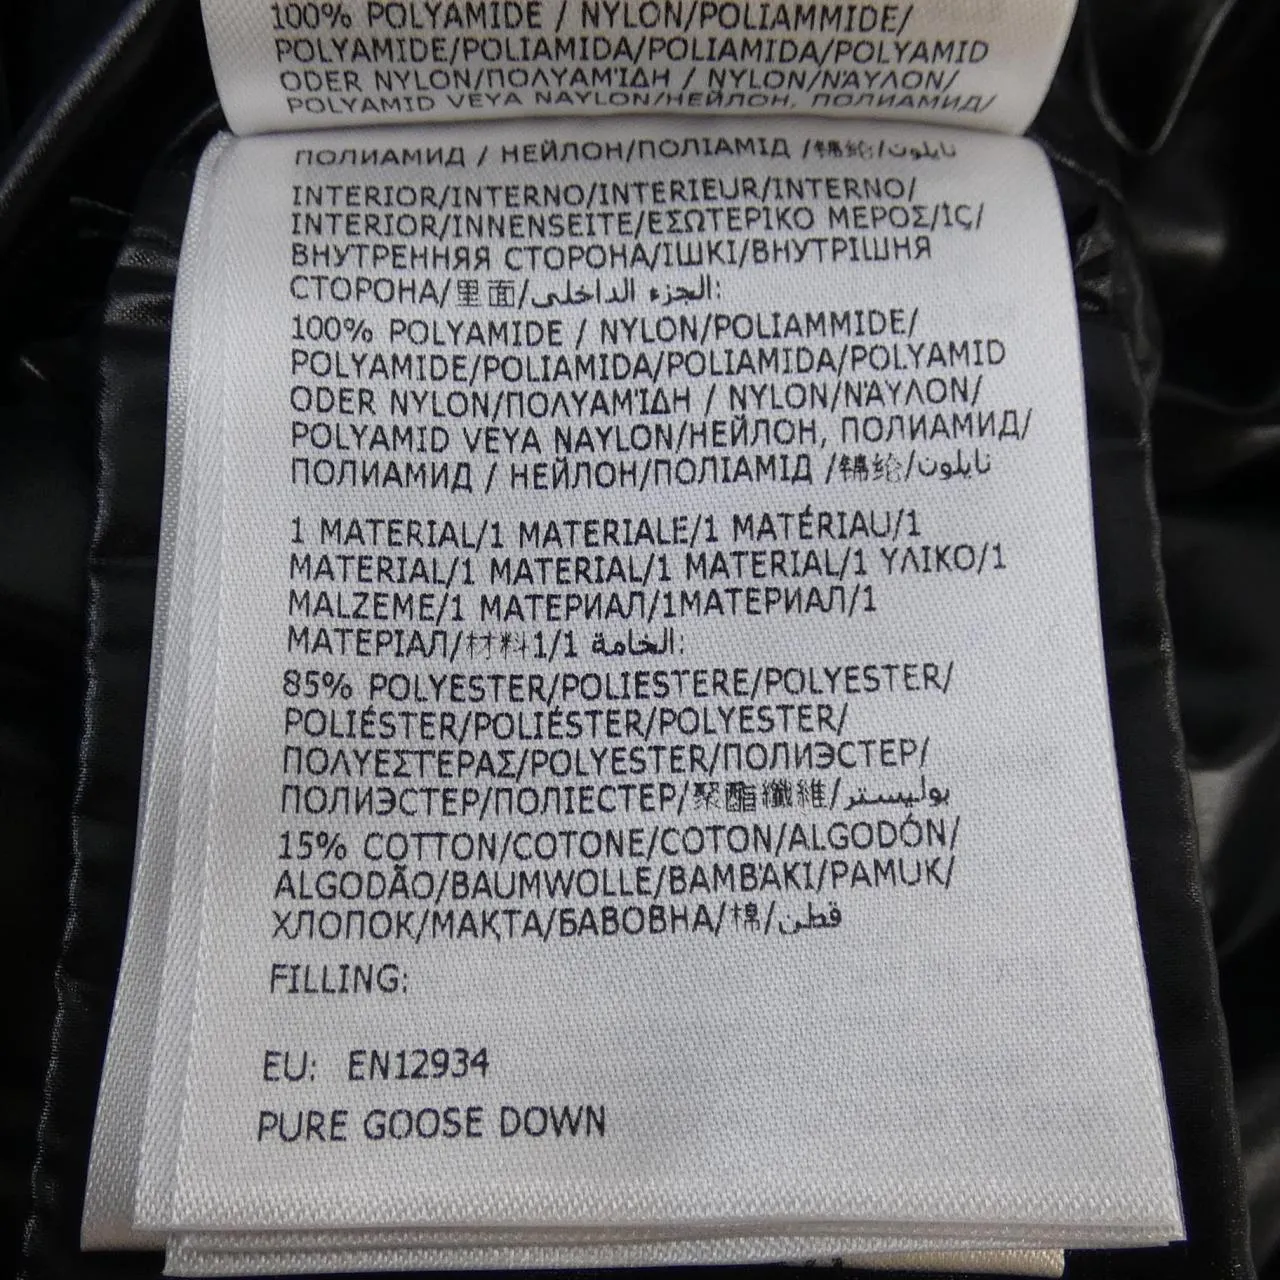 100% POLYAMIDE / NYLON/POLIAMMIDE/
POLYAMIDE/POLIAMIDA/POLIAMIDA/POLYAMID
ODER NYLON/ΠΟΛΥΑΜΊΔΗ / NYLON/ΝΆΥΛΟΝ/
POLYAMID VEYA NAYLON/НЕЙЛОН, ПОЛИАМИД/
ПОЛИАМИД / НЕЙЛОН/ПОЛІАМІД /锦纶/نايلون
INTERIOR/INTERNO/INTERIEUR/INTERNO/
INTERIOR/INNENSEITE/ΕΣΩΤΕΡΙΚΟ ΜΕΡΟΣ/İÇ/
ВНУТРЕННЯЯ СТОРОНА/ІШКІ/ВНУТРІШНЯ
СТОРОНА/里面/الجزء الداخلى:
100% POLYAMIDE / NYLON/POLIAMMIDE/
POLYAMIDE/POLIAMIDA/POLIAMIDA/POLYAMID
ODER NYLON/ΠΟΛΥΑΜΊΔΗ / NYLON/ΝΆΥΛΟΝ/
POLYAMID VEYA NAYLON/НЕЙЛОН, ПОЛИАМИД/
ПОЛИАМИД / НЕЙЛОН/ПОЛІАМІД /锦纶/نايلون
1 MATERIAL/1 MATERIALE/1 MATÉRIAU/1
MATERIAL/1 MATERIAL/1 MATERIAL/1 ΥΛΙΚΟ/1
MALZEME/1 МАТЕРИАЛ/1МАТЕРИАЛ/1
МАТЕРІАЛ/材料1/1 الخامة:
85% POLYESTER/POLIESTERE/POLYESTER/
POLIÉSTER/POLIÉSTER/POLYESTER/
ΠΟΛΥΕΣΤΕΡΑΣ/POLYESTER/ПОЛИЭСТЕР/
ПОЛИЭСТЕР/ПОЛІЕСТЕР/聚酯纖維/بوليستر
15% COTTON/COTONE/COTON/ALGODÓN/
ALGODÃO/BAUMWOLLE/ΒΑΜΒΆΚΙ/PAMUK/
ХЛОПОК/МАҚТА/БАВОВНА/棉/قطن
FILLING:
EU: EN12934
PURE GOOSE DOWN